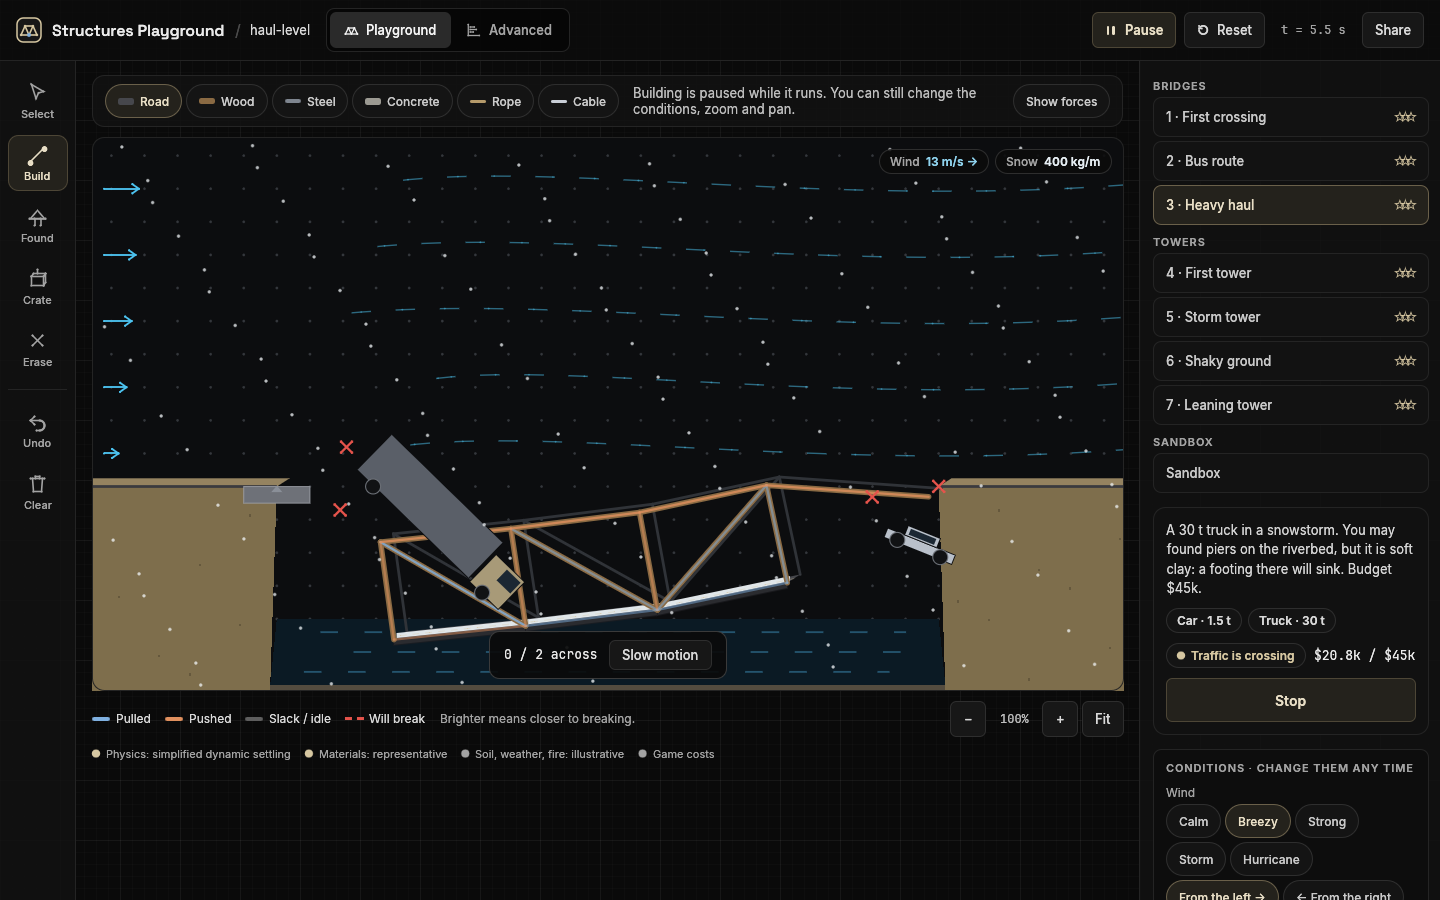 Structures Playground / haul-level
Playground
Advanced
Pause
Reset
t = 5.5 s
Share
Select
Build
Found
Crate
Erase
Undo
Clear
Road
Wood
Steel
Concrete
Rope
Cable
Building is paused while it runs. You can still change the
conditions, zoom and pan.
Show forces
Wind 13 m/s →
Snow 400 kg/m
0 / 2 across
Slow motion
Pulled
Pushed
Slack / idle
Will break
Brighter means closer to breaking.
−
100%
+
Fit
Physics: simplified dynamic settling
Materials: representative
Soil, weather, fire: illustrative
Game costs
BRIDGES
1 · First crossing
2 · Bus route
3 · Heavy haul
TOWERS
4 · First tower
5 · Storm tower
6 · Shaky ground
7 · Leaning tower
SANDBOX
Sandbox
A 30 t truck in a snowstorm. You may
found piers on the riverbed, but it is soft
clay: a footing there will sink. Budget
$45k.
Car · 1.5 t
Truck · 30 t
Traffic is crossing
$20.8k / $45k
Stop
CONDITIONS · CHANGE THEM ANY TIME
Wind
Calm
Breezy
Strong
Storm
Hurricane
From the left →
← From the right